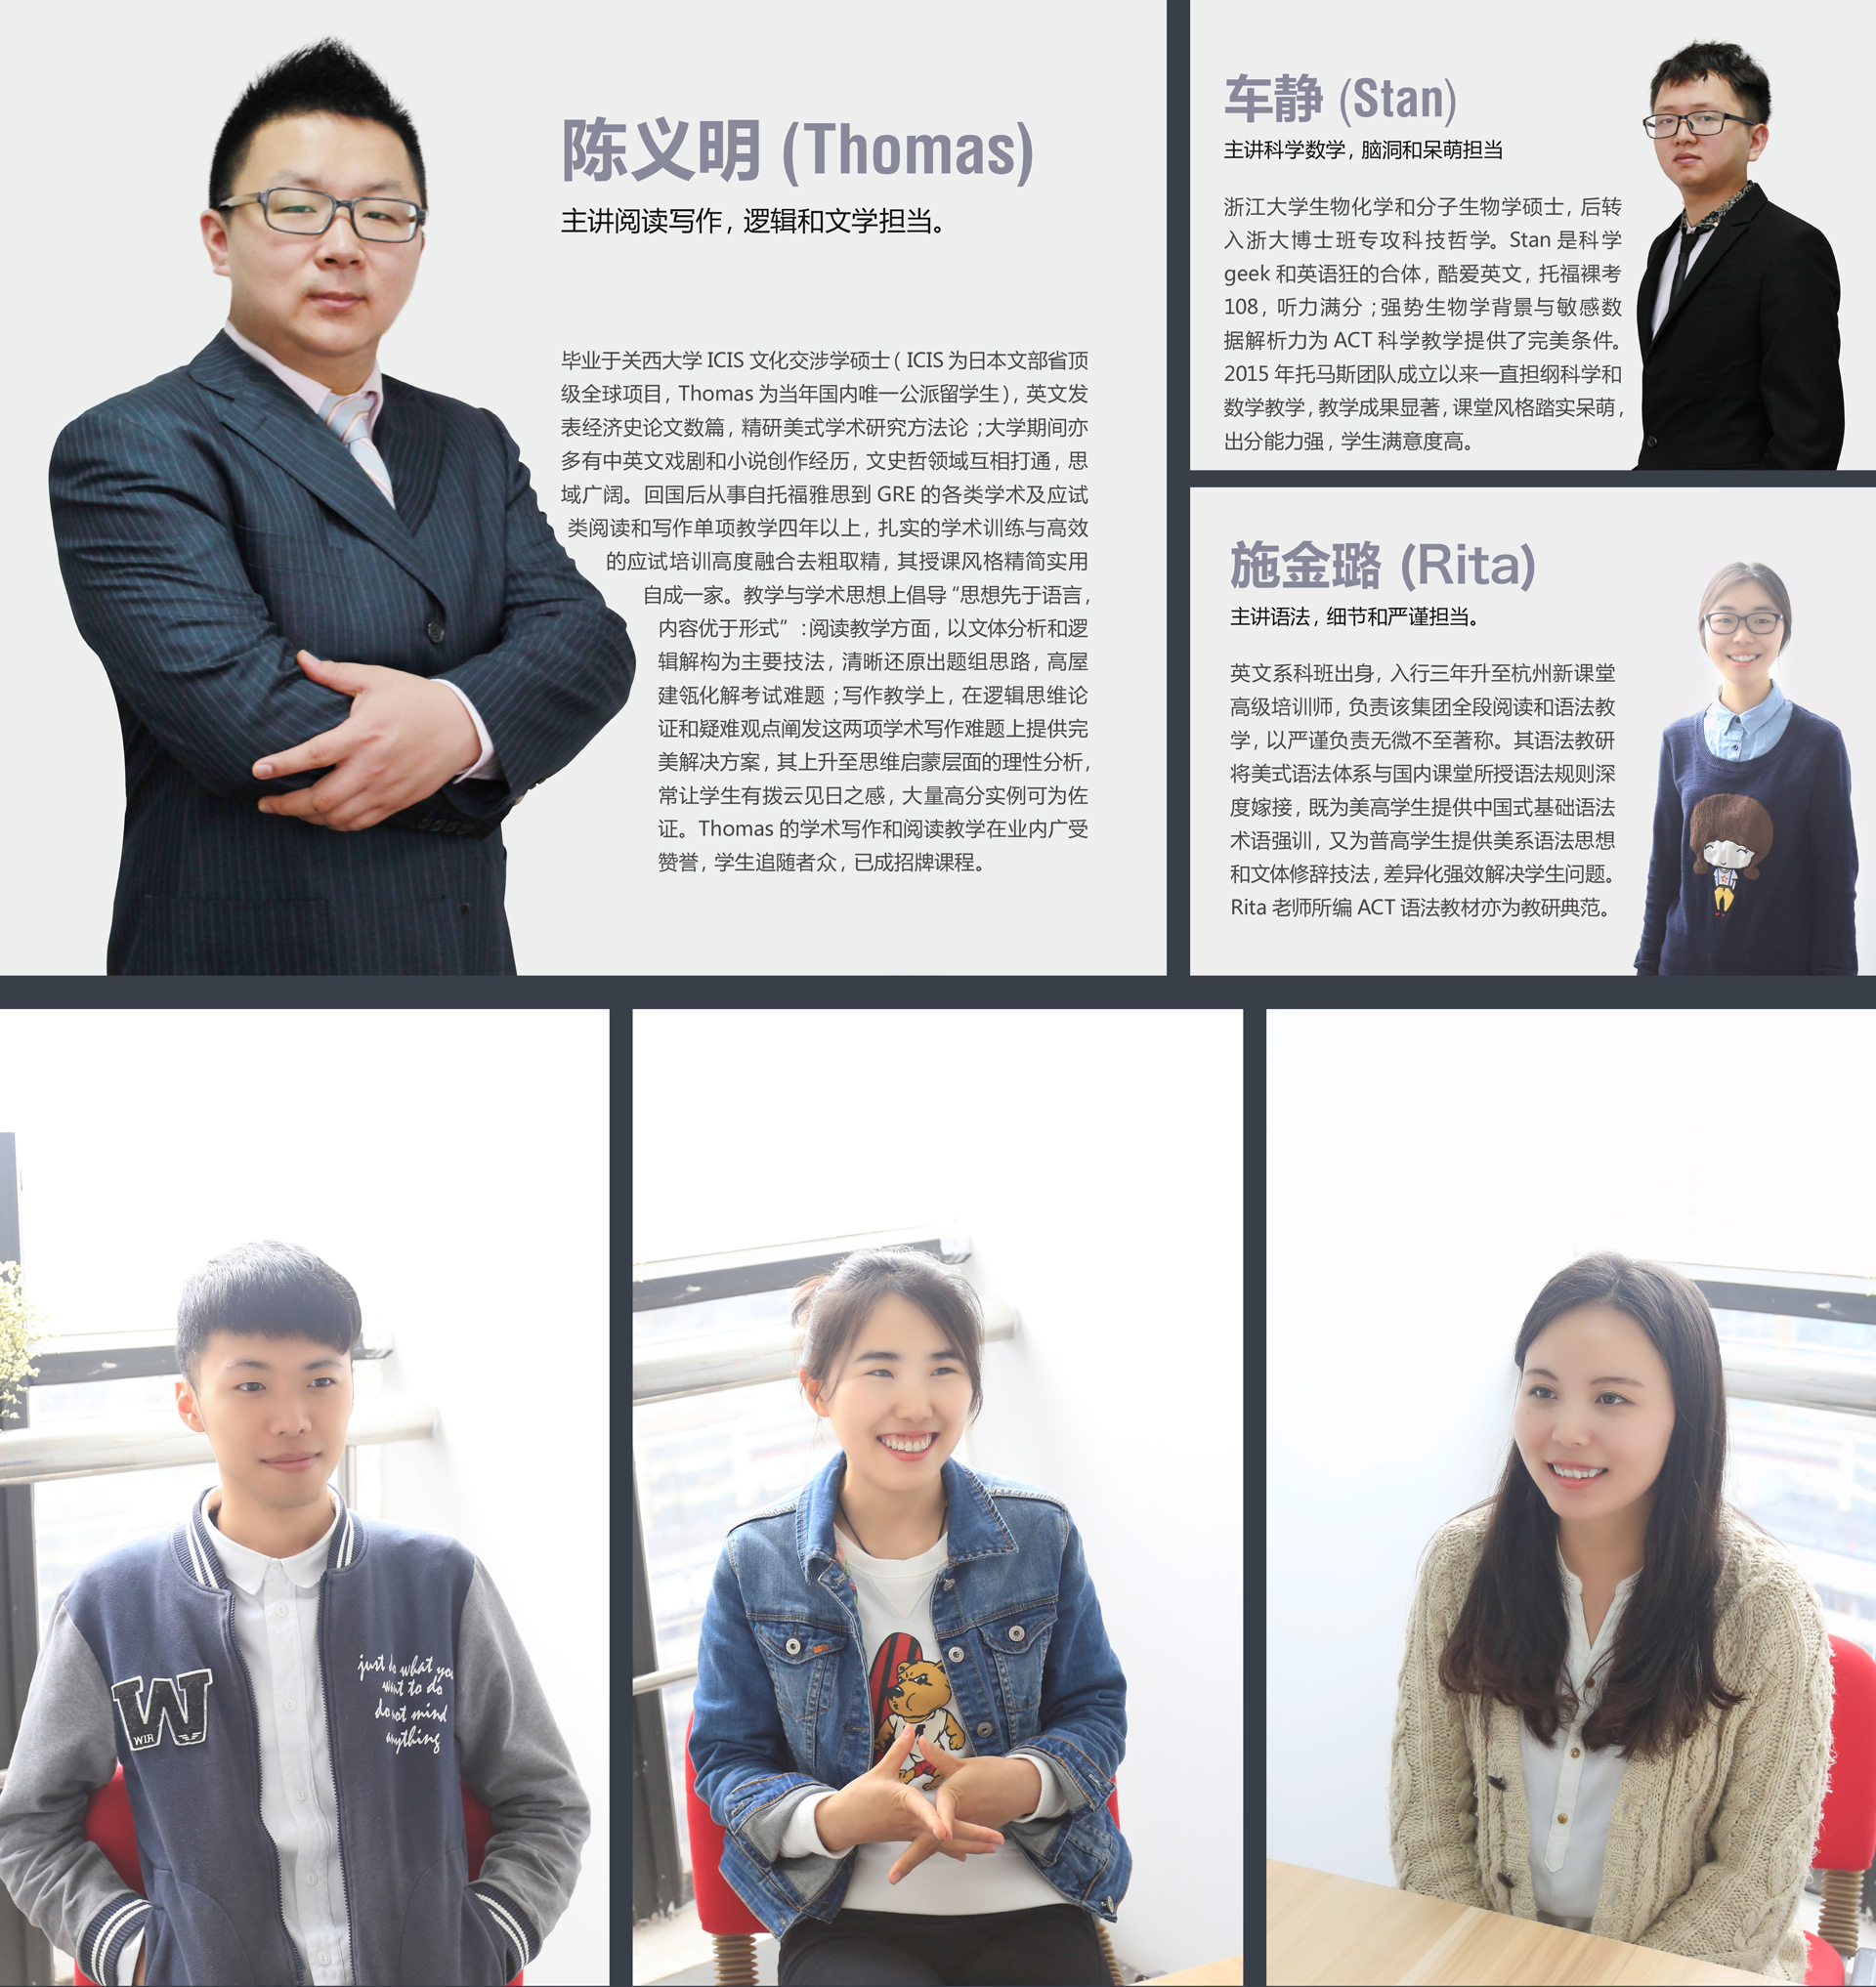 陈义明 (Thomas)
主讲阅读写作，逻辑和文学担当。
毕业于关西大学 ICIS 文化交涉学硕士（ ICIS 为日本文部省顶
级全球项目，Thomas 为当年国内唯一公派留学生），英文发
表经济史论文数篇，精研美式学术研究方法论；大学期间亦
多有中英文戏剧和小说创作经历，文史哲领域互相打通，思
域广阔。回国后从事自托福雅思到 GRE 的各类学术及应试
类阅读和写作单项教学四年以上，扎实的学术训练与高效
的应试培训高度融合去粗取精，其授课风格精简实用
自成一家。教学与学术思想上倡导“思想先于语言，
内容优于形式”：阅读教学方面，以文体分析和逻
辑解构为主要技法，清晰还原出题组思路，高屋
建瓴化解考试难题；写作教学上，在逻辑思维论
证和疑难观点阐发这两项学术写作难题上提供完
美解决方案，其上升至思维启蒙层面的理性分析，
常让学生有拨云见日之感，大量高分实例可为佐
证。Thomas 的学术写作和阅读教学在业内广受
赞誉，学生追随者众，已成招牌课程。
车静 (Stan)
主讲科学数学，脑洞和呆萌担当
浙江大学生物化学和分子生物学硕士，后转
入浙大博士班专攻科技哲学。Stan 是科学
geek 和英语狂的合体，酷爱英文，托福裸考
108，听力满分；强势生物学背景与敏感数
据解析力为 ACT 科学教学提供了完美条件。
2015 年托马斯团队成立以来一直担纲科学和
数学教学，教学成果显著，课堂风格踏实呆萌，
出分能力强，学生满意度高。
施金璐 (Rita)
主讲语法，细节和严谨担当。
英文系科班出身，入行三年升至杭州新课堂
高级培训师，负责该集团全段阅读和语法教
学，以严谨负责无微不至著称。其语法教研
将美式语法体系与国内课堂所授语法规则深
度嫁接，既为美高学生提供中国式基础语法
术语强训，又为普高学生提供美系语法思想
和文体修辞技法，差异化强效解决学生问题。
Rita 老师所编 ACT 语法教材亦为教研典范。
W
WIR
just do what you
want to do
do not mind
anything